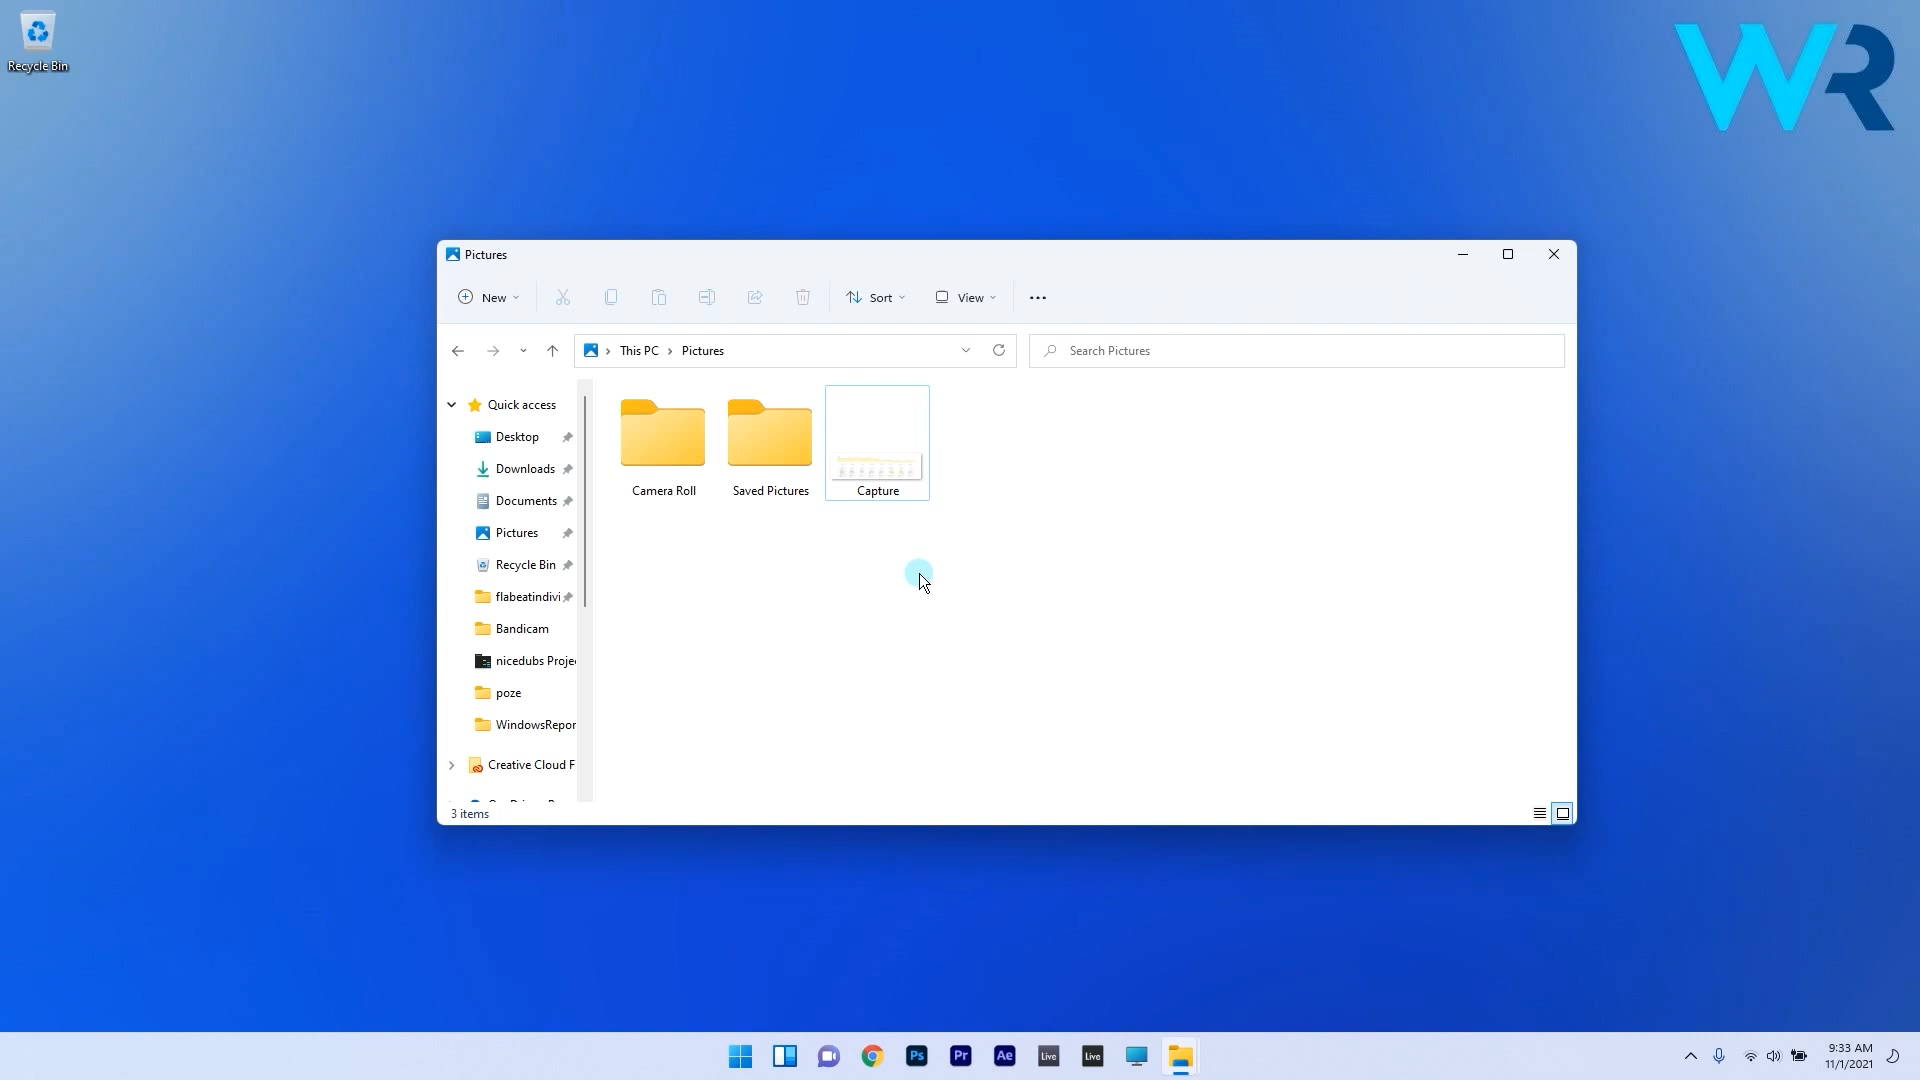 Recycle Bin
WR
Pictures
New
Sort
View
This PC
Pictures
Search Pictures
Quick access
Desktop
Downloads
Documents
Pictures
Recycle Bin
flabeatindivi
Bandicam
nicedubs Projec
poze
WindowsRepor
Creative Cloud F
Camera Roll
Saved Pictures
Capture
3 items
Ps
Pr
Ae
Live
Live
9:33 AM
11/1/2021